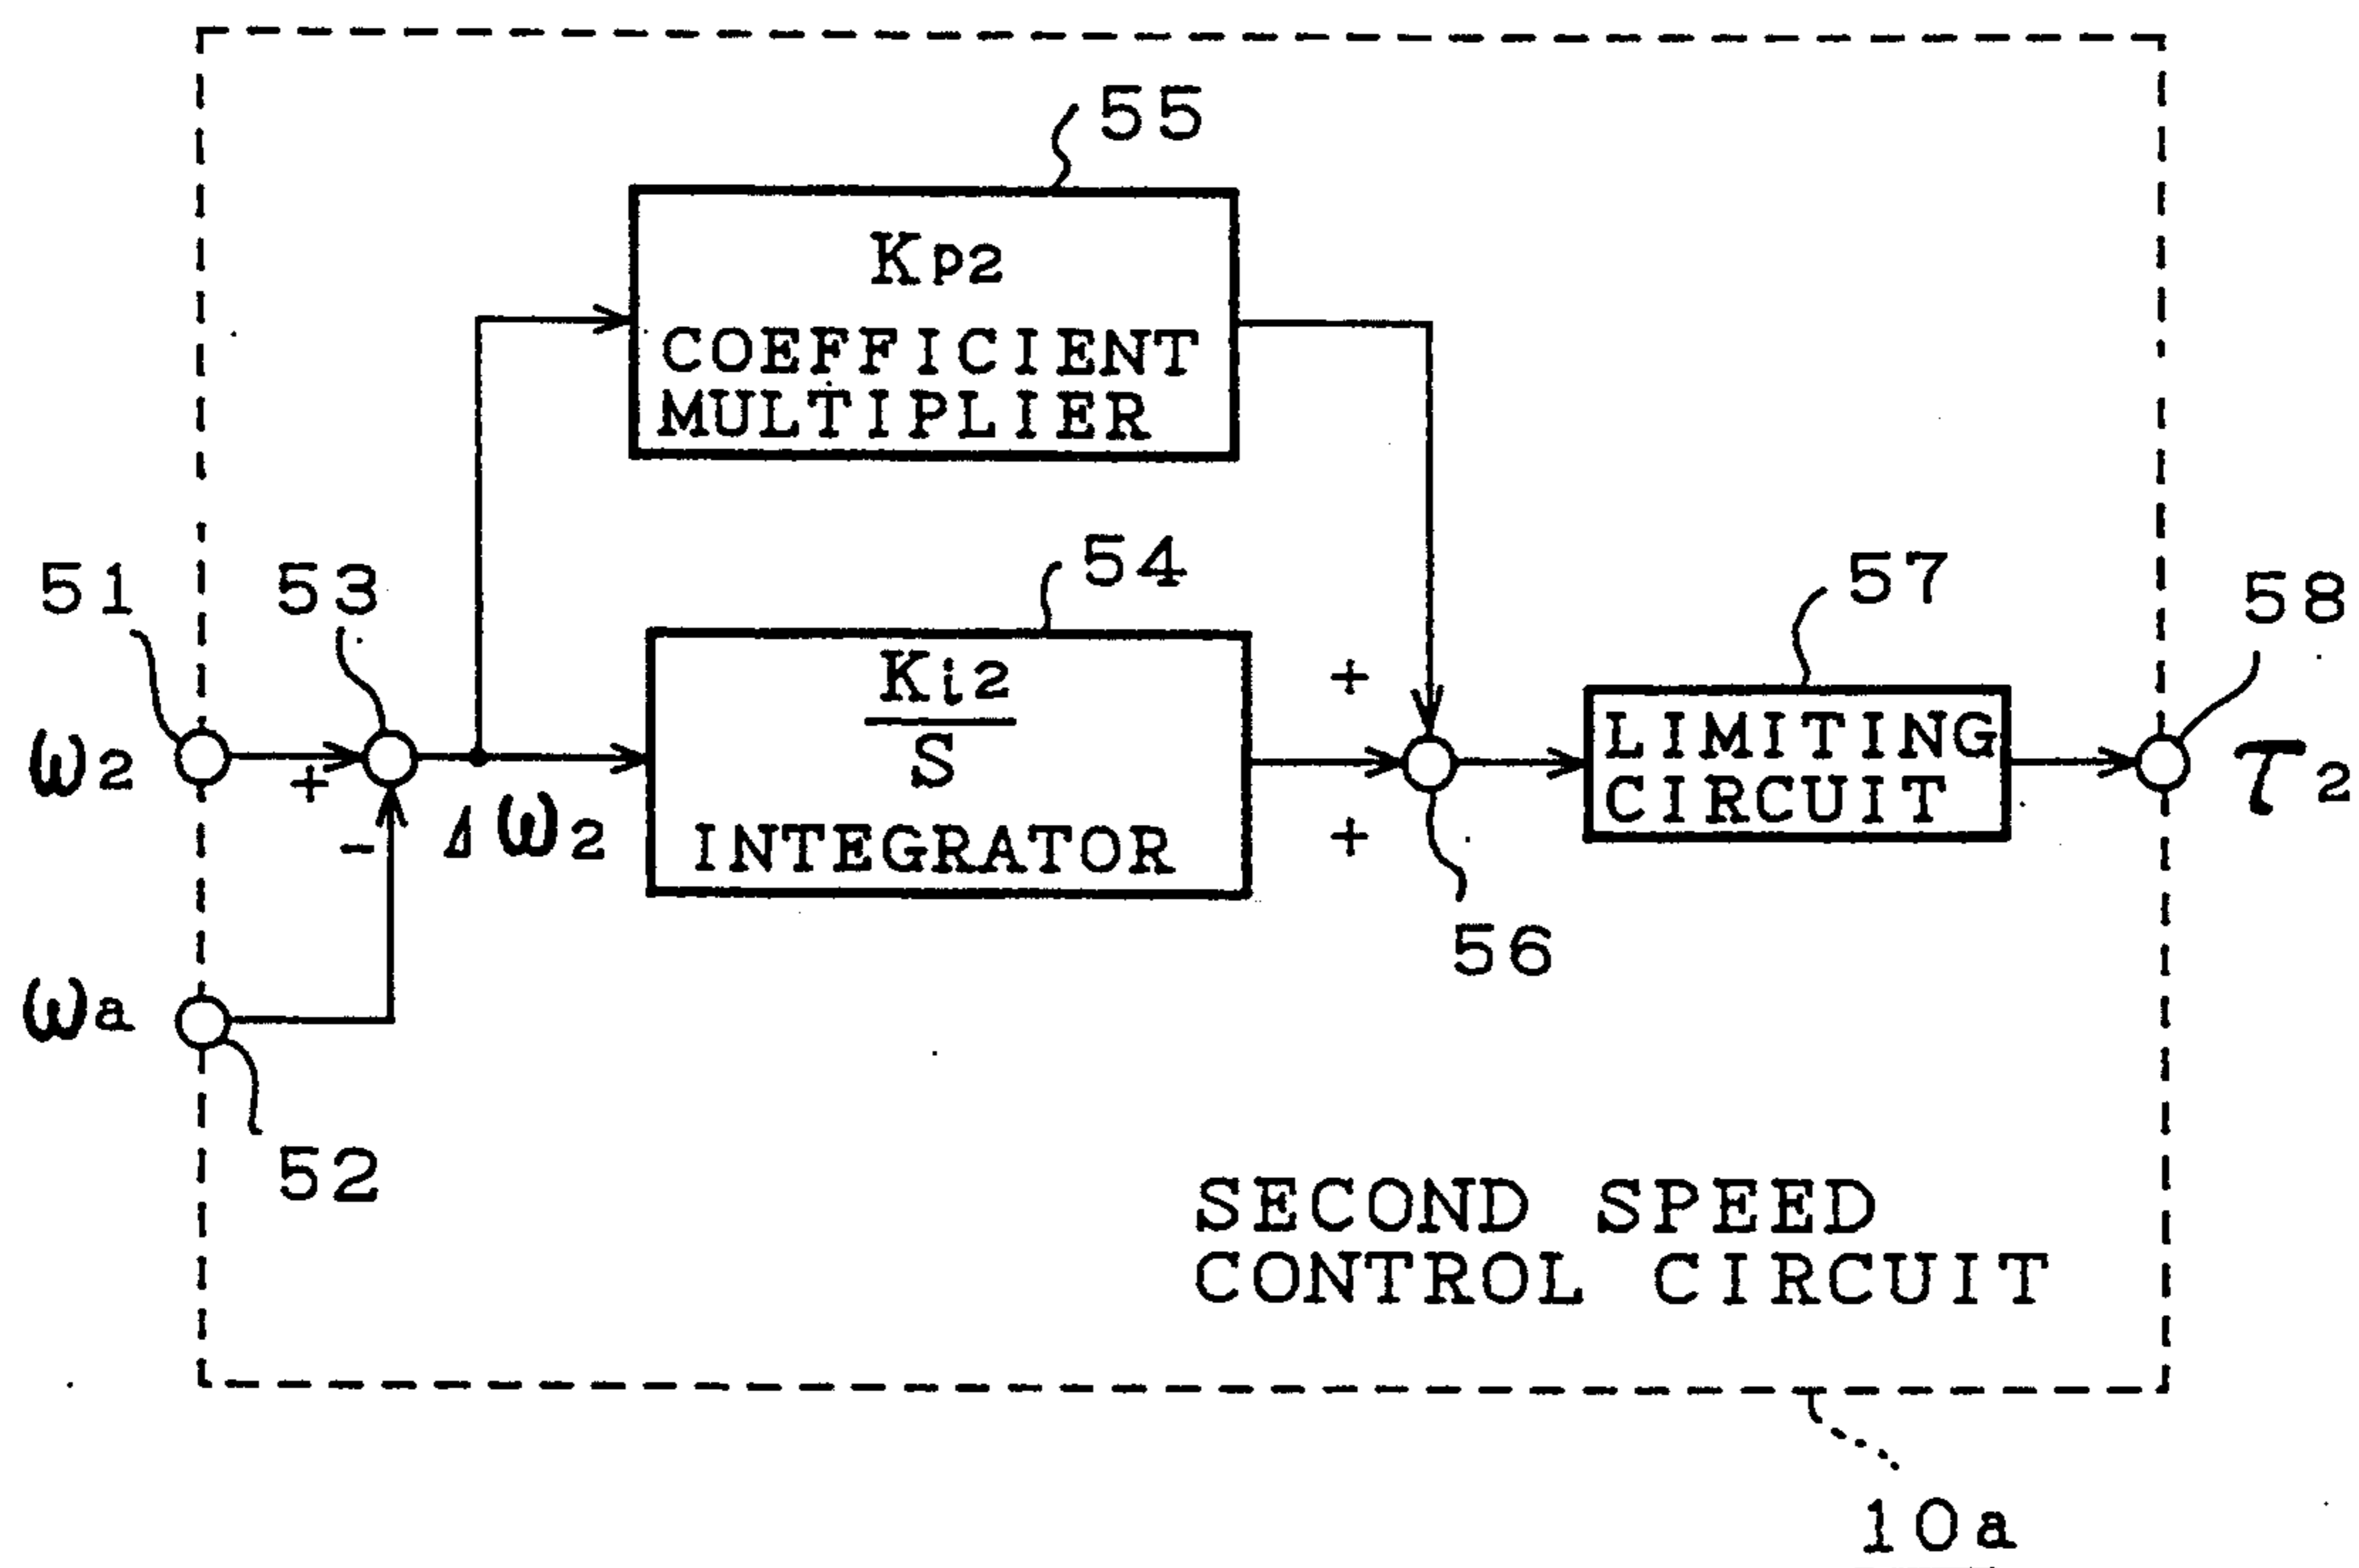 55
Kp2
COEFFICIENT
MULTIPLIER
51
53
54
57
58
Ki2
S
INTEGRATOR
+
+
LIMITING
CIRCUIT
ω2
+
-
Δω2
τ2
56
ωa
52
SECOND SPEED
CONTROL CIRCUIT
10a